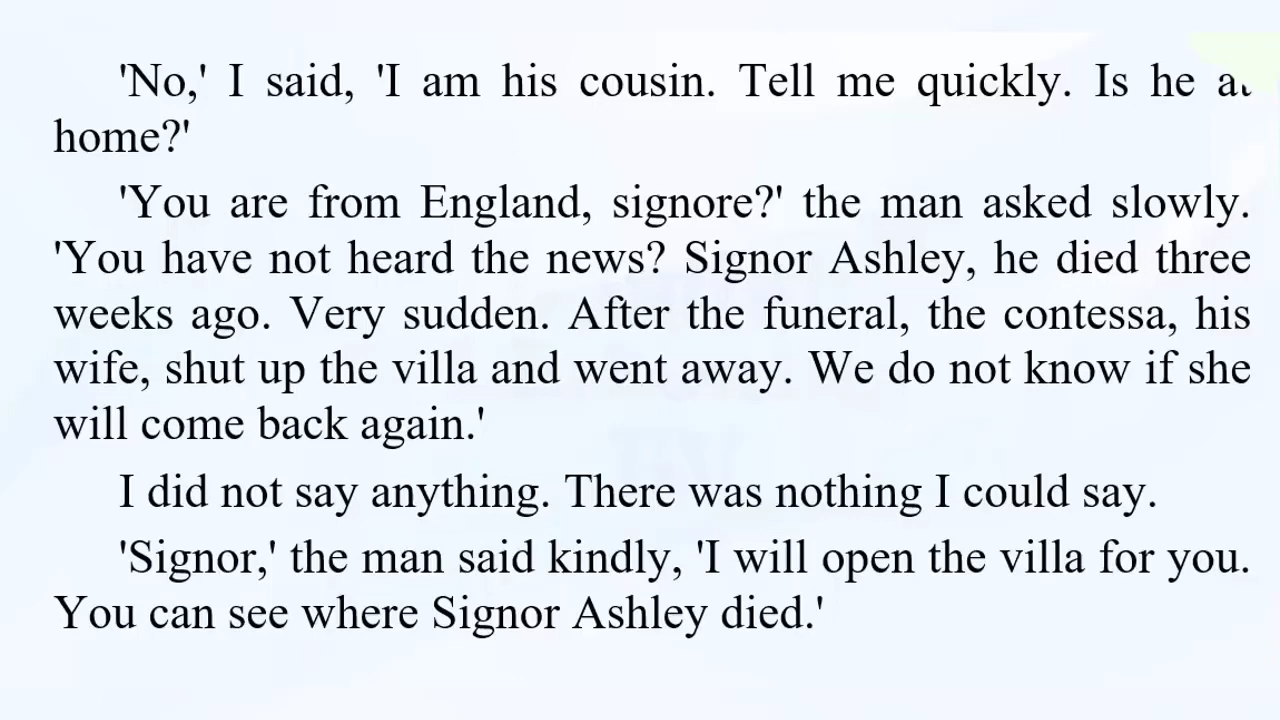 'No,' I said, 'I am his cousin. Tell me quickly. Is he at
home?'
'You are from England, signore?' the man asked slowly.
'You have not heard the news? Signor Ashley, he died three
weeks ago. Very sudden. After the funeral, the contessa, his
wife, shut up the villa and went away. We do not know if she
will come back again.'
I did not say anything. There was nothing I could say.
'Signor,' the man said kindly, 'I will open the villa for you.
You can see where Signor Ashley died.'